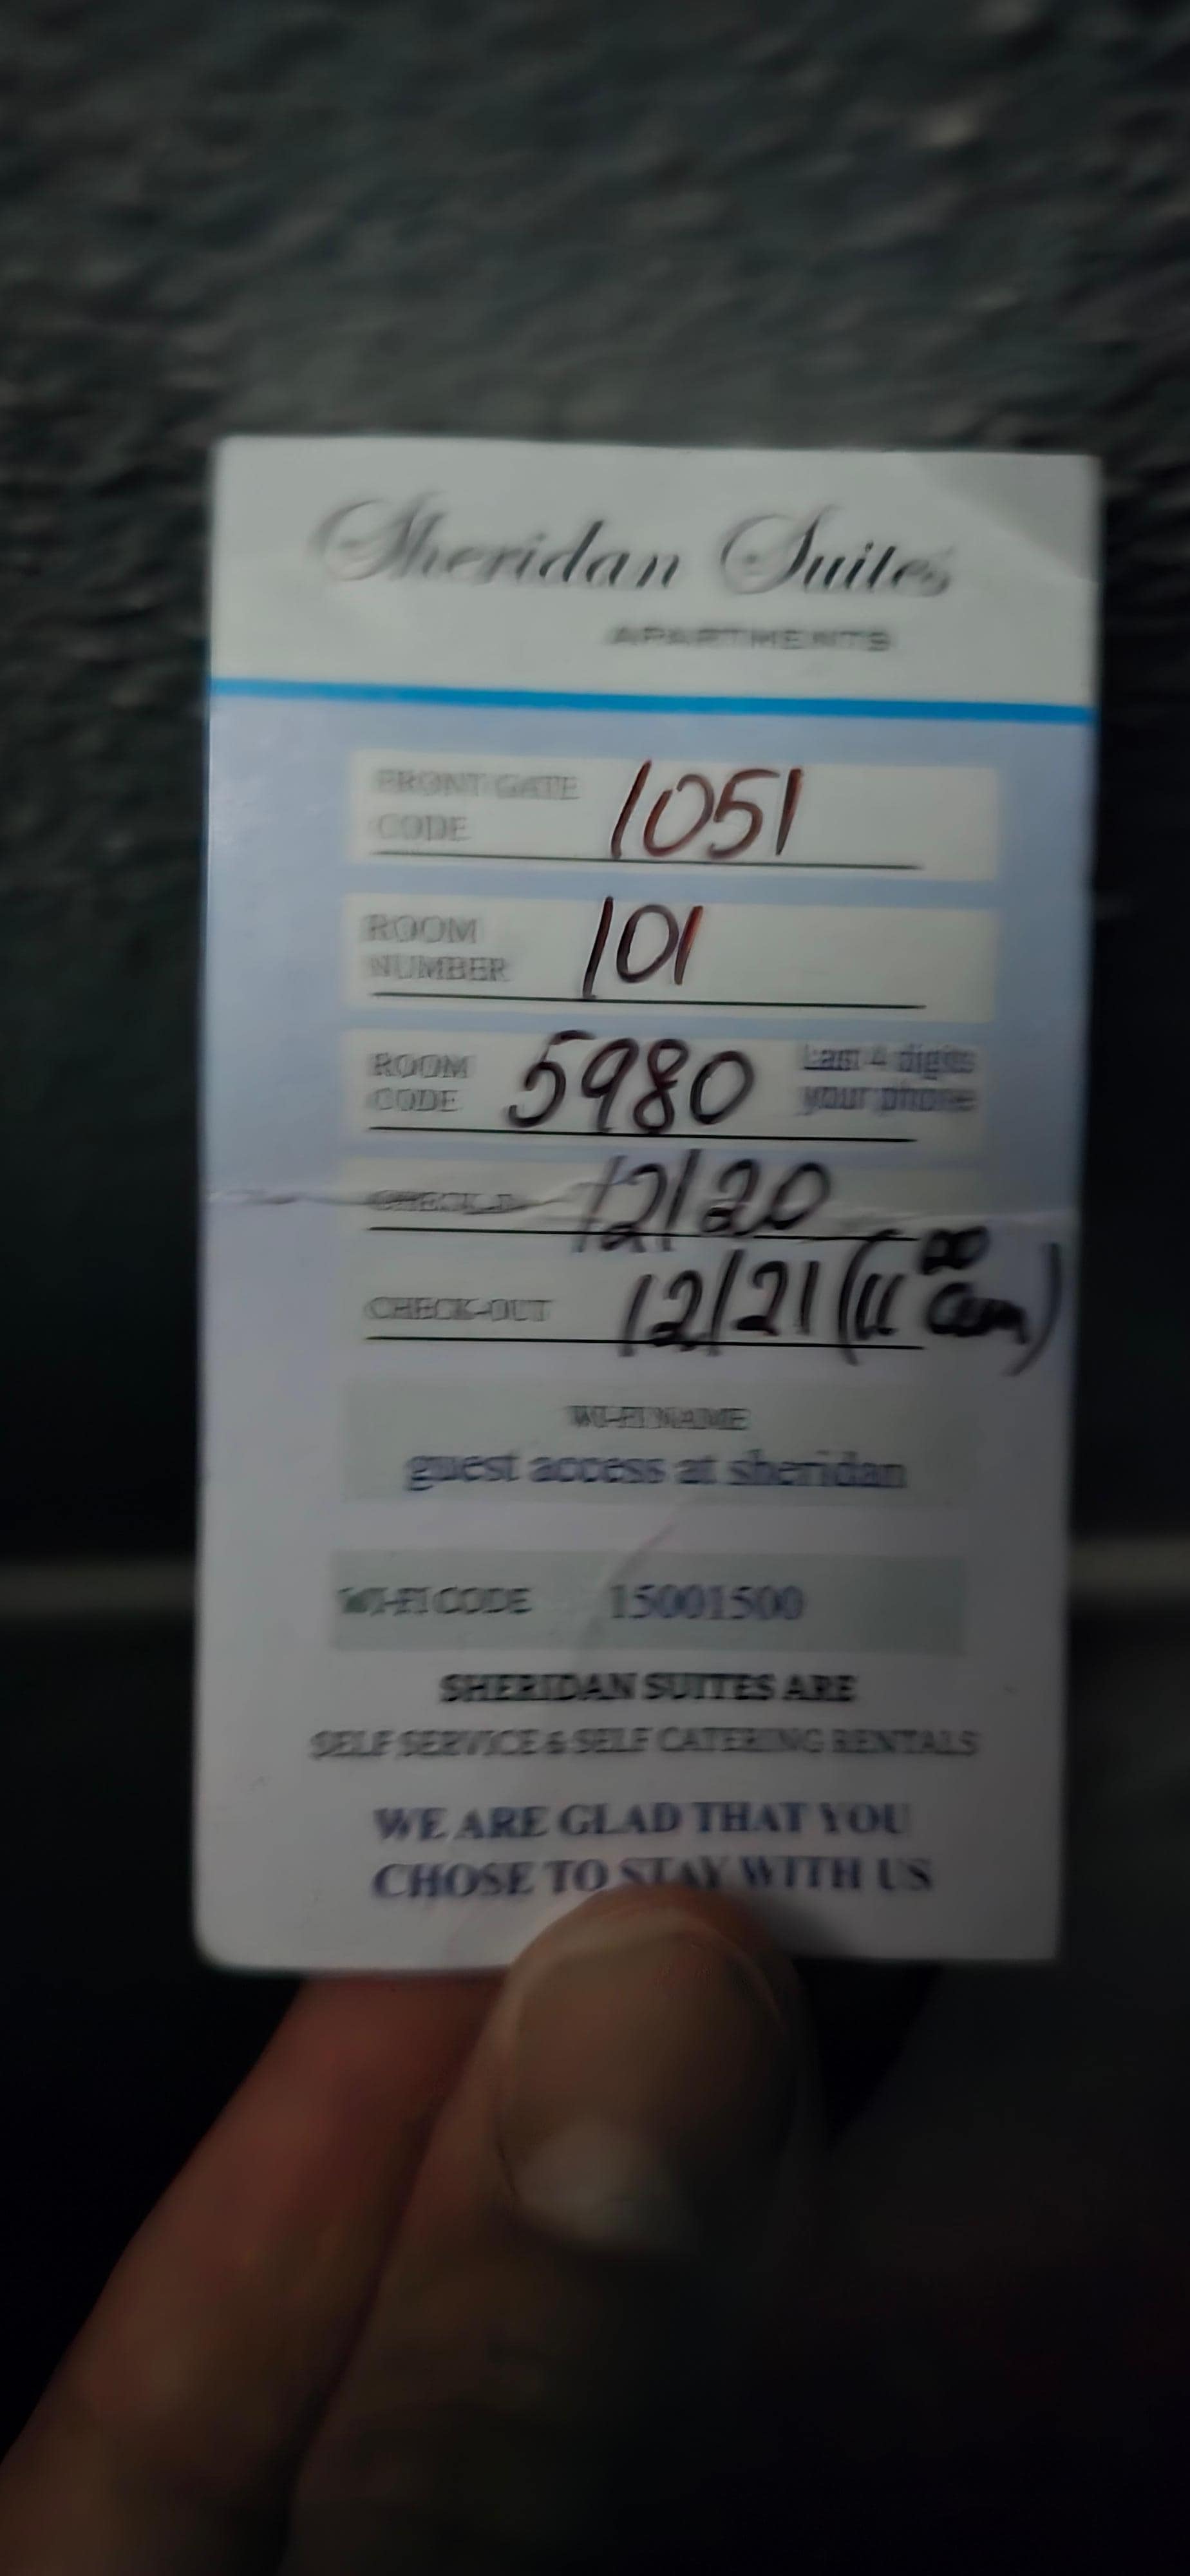 Sheridan Suites
APARTMENTS
FRONT GATE 1051
CODE
ROOM 101
NUMBER
ROOM 5980 Last 4 digits
CODE your phone
CHECK-I 12/20
CHECK-OUT 12/21 (11 00 am)
WI-FI NAME
guest access at sheridan
WI-FI CODE 15001500
SHERIDAN SUITES ARE
SELF SERVICE & SELF CATERING RENTALS
WE ARE GLAD THAT YOU
CHOSE TO STAY WITH US